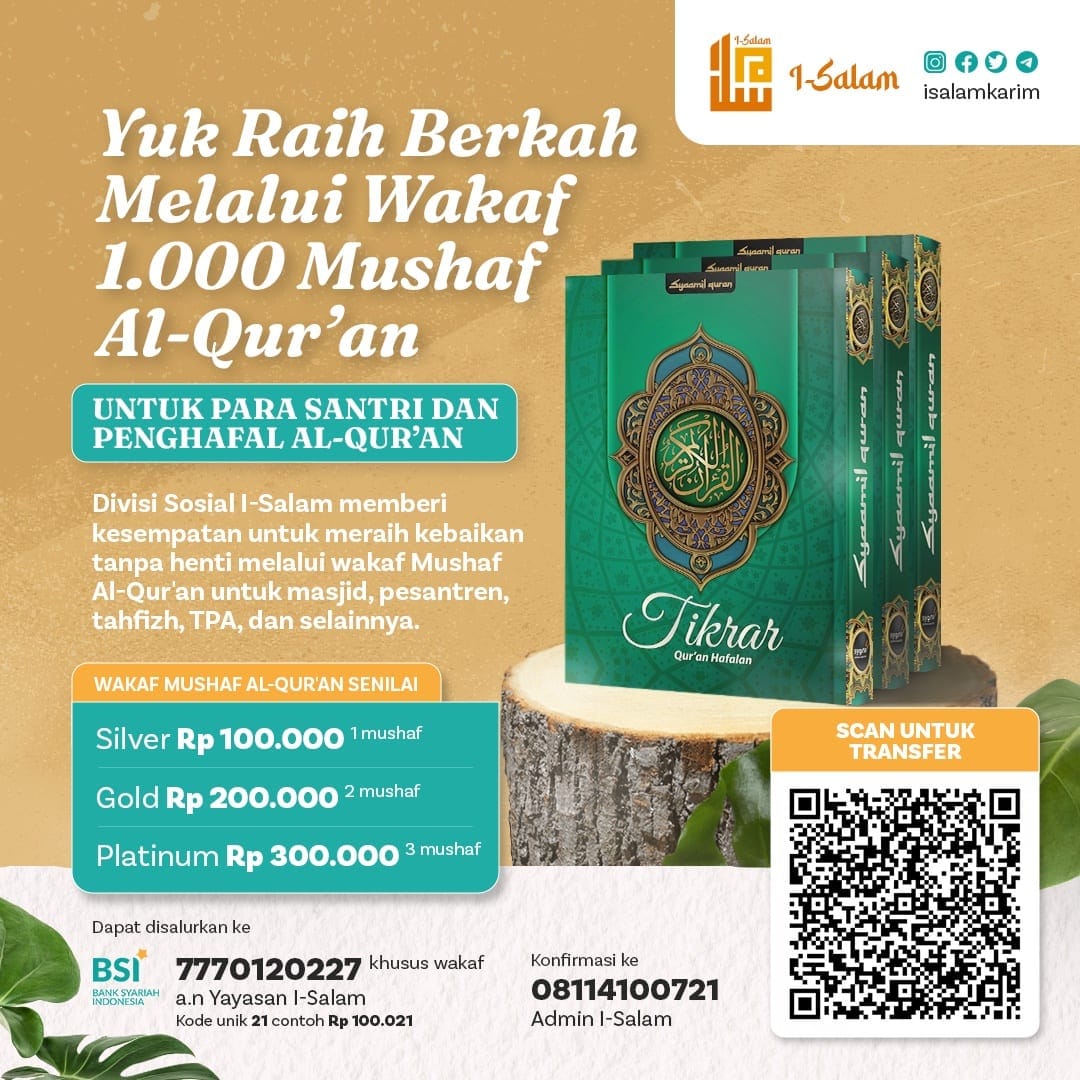 I-Salam
I-Salam
isalamkarim
Yuk Raih Berkah
Melalui Wakaf
1.000 Mushaf
Al-Qur’an
UNTUK PARA SANTRI DAN
PENGHAFAL AL-QUR’AN
Divisi Sosial I-Salam memberi
kesempatan untuk meraih kebaikan
tanpa henti melalui wakaf Mushaf
Al-Qur'an untuk masjid, pesantren,
tahfizh, TPA, dan selainnya.
Syaamil quran
Syaamil quran
Syaamil quran
القرآن الكريم
Tikrar
Qur'an Hafalan
Syaamil quran
Syaamil quran
Syaamil quran
WAKAF MUSHAF AL-QUR'AN SENILAI
Silver Rp 100.000 1 mushaf
Gold Rp 200.000 2 mushaf
Platinum Rp 300.000 3 mushaf
SCAN UNTUK
TRANSFER
Dapat disalurkan ke
BSI
BANK SYARIAH
INDONESIA
7770120227 khusus wakaf
a.n Yayasan I-Salam
Kode unik 21 contoh Rp 100.021
Konfirmasi ke
08114100721
Admin I-Salam